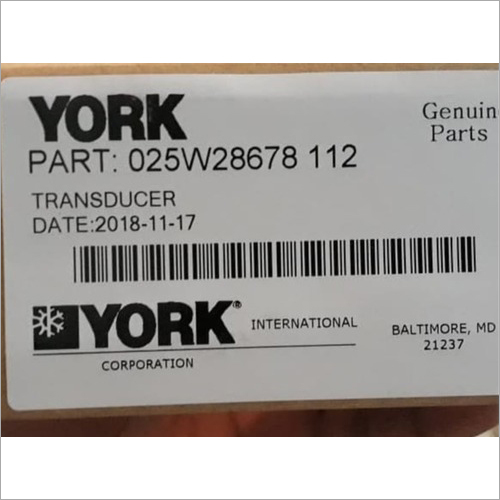 YORK
Genuin
Parts
PART: 025W28678 112
TRANSDUCER
DATE:2018-11-17
YORK® INTERNATIONAL
CORPORATION
BALTIMORE, MD
21237